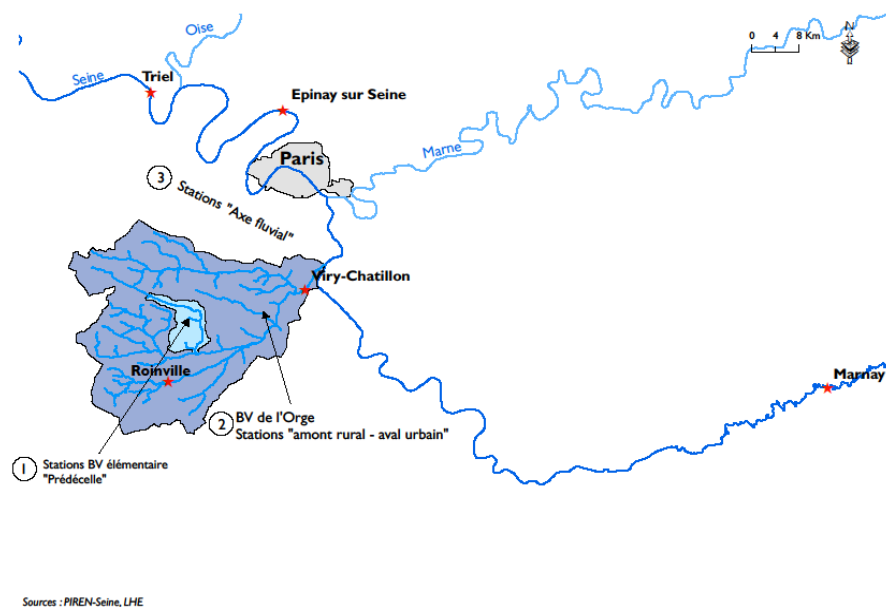 Oise
N
0 4 8 Km
Triel
Seine
Epinay sur Seine
Paris
Marne
3 Stations "Axe fluvial"
Viry-Chatillon
Roinville
Marnay
2 BV de l'Orge
Stations "amont rural - aval urbain"
1 Stations BV élémentaire
"Prédécelle"
Sources : PIREN-Seine, LHE